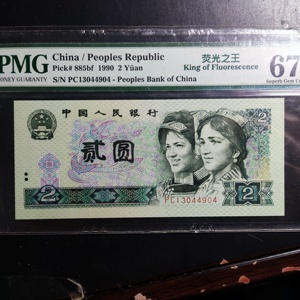 PMG China / Peoples Republic 荧光之王
MONEY GUARANTY Pick# 885bf 1990 2 Yüan King of Fluorescence 67
S/N PC13044904 - Peoples Bank of China Superb Gem
中国人民银行
2
贰圆
PC13044904
2